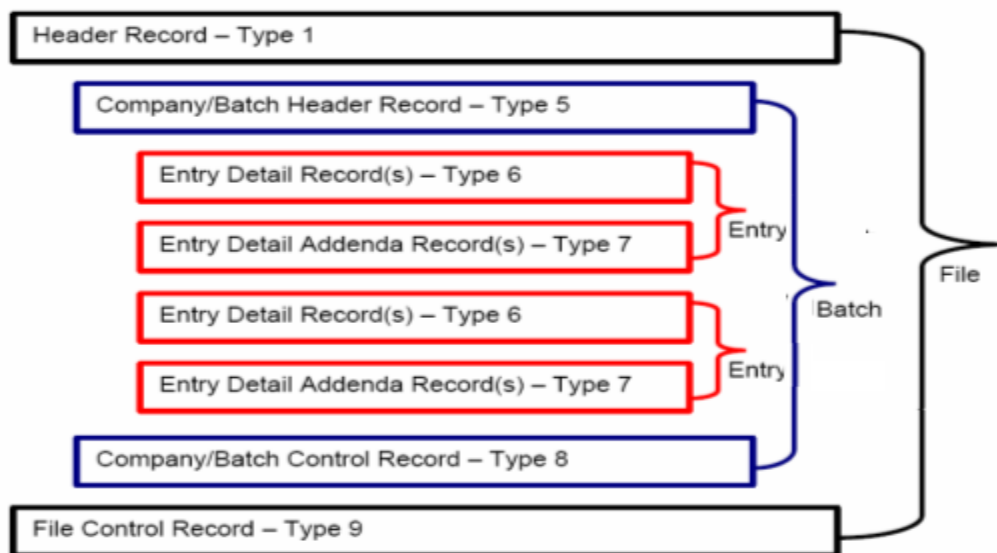 Header Record – Type 1
Company/Batch Header Record – Type 5
Entry Detail Record(s) – Type 6
Entry
Entry Detail Addenda Record(s) – Type 7
File
Entry Detail Record(s) – Type 6
Batch
Entry
Entry Detail Addenda Record(s) – Type 7
Company/Batch Control Record – Type 8
File Control Record – Type 9